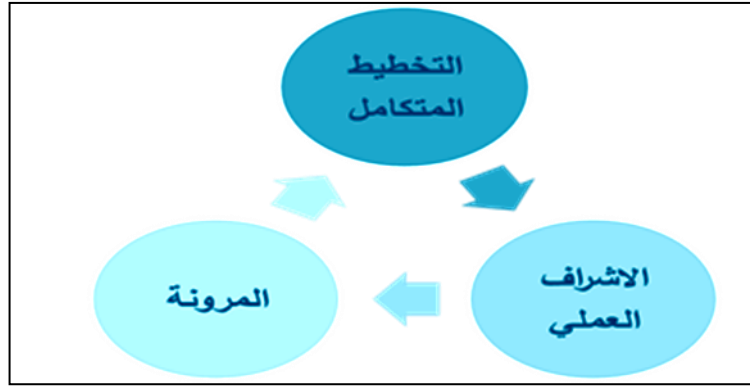 التخطيط
المتكامل
الاشراف
العملي
المرونة